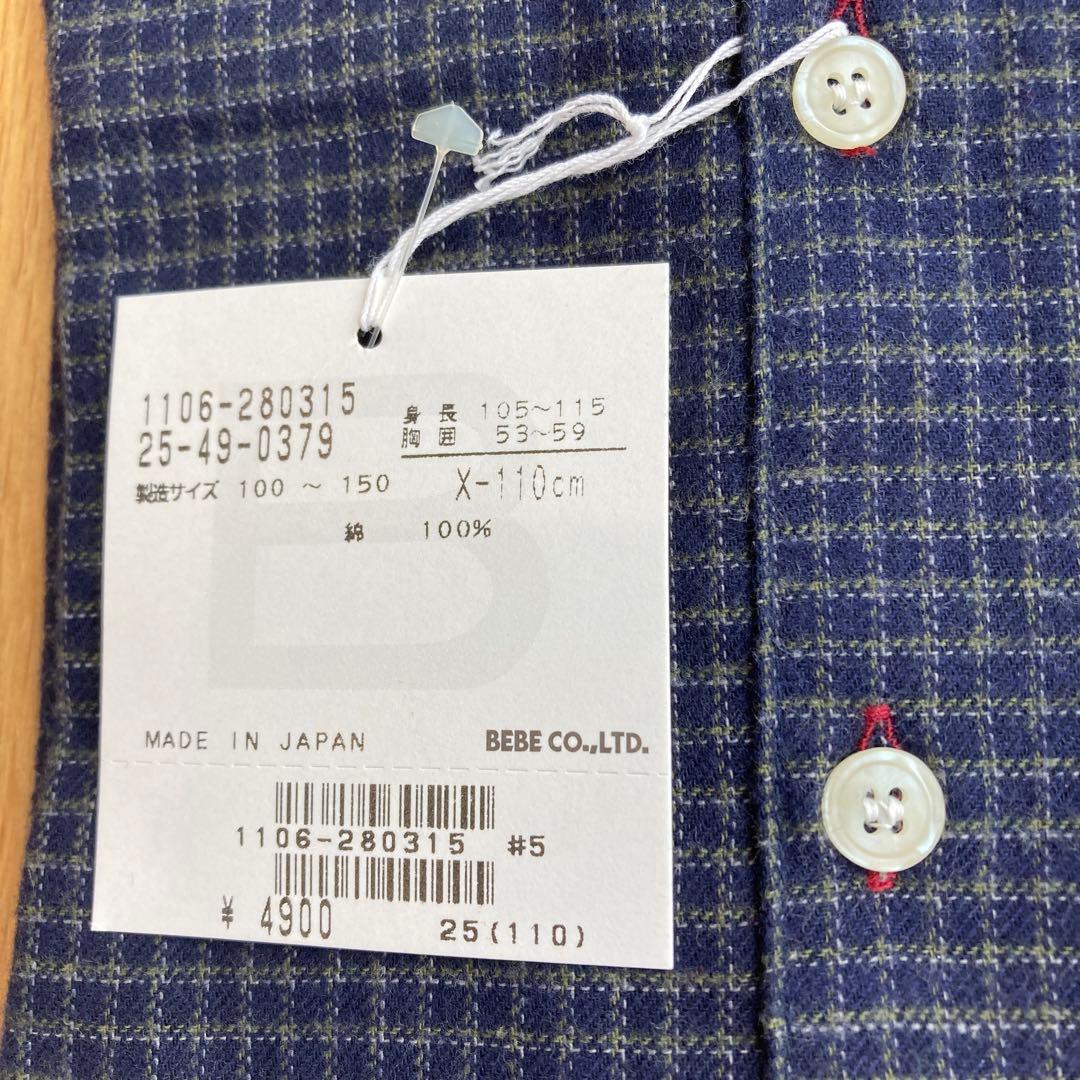 1106-280315
25-49-0379
身長 105~115
胸囲 53~59
製造サイズ 100 ~ 150
X-110cm
綿 100%
B
MADE IN JAPAN
BEBE CO.,LTD.
1106-280315 #5
¥ 4900
25(110)